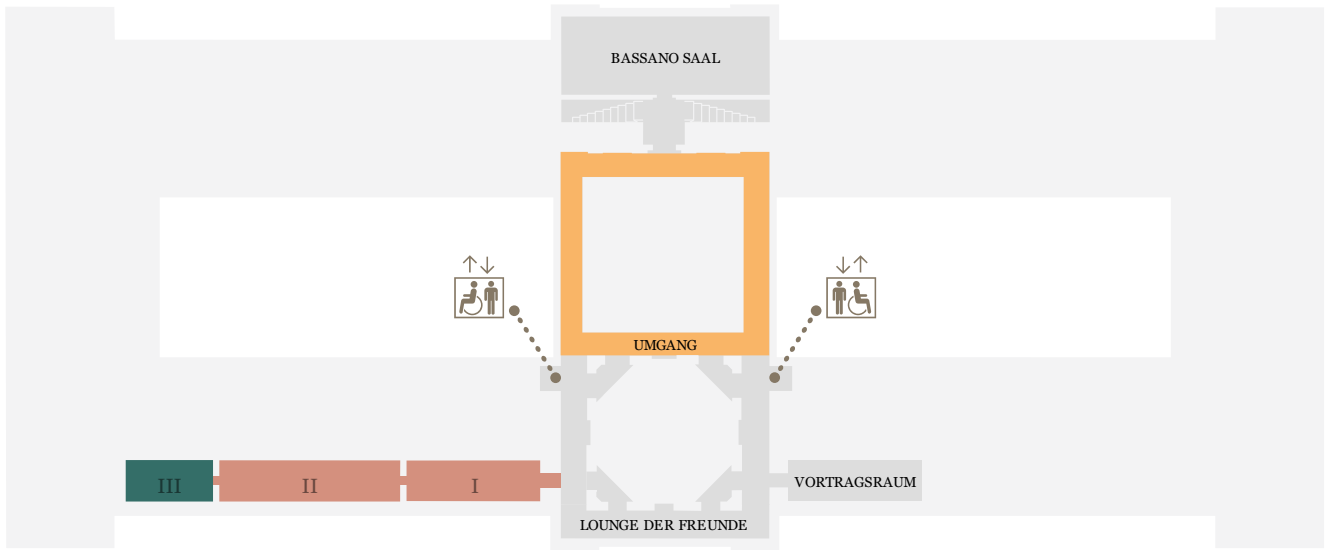 BASSANO SAAL
UMGANG
III
II
I
VORTRAGSRAUM
LOUNGE DER FREUNDE